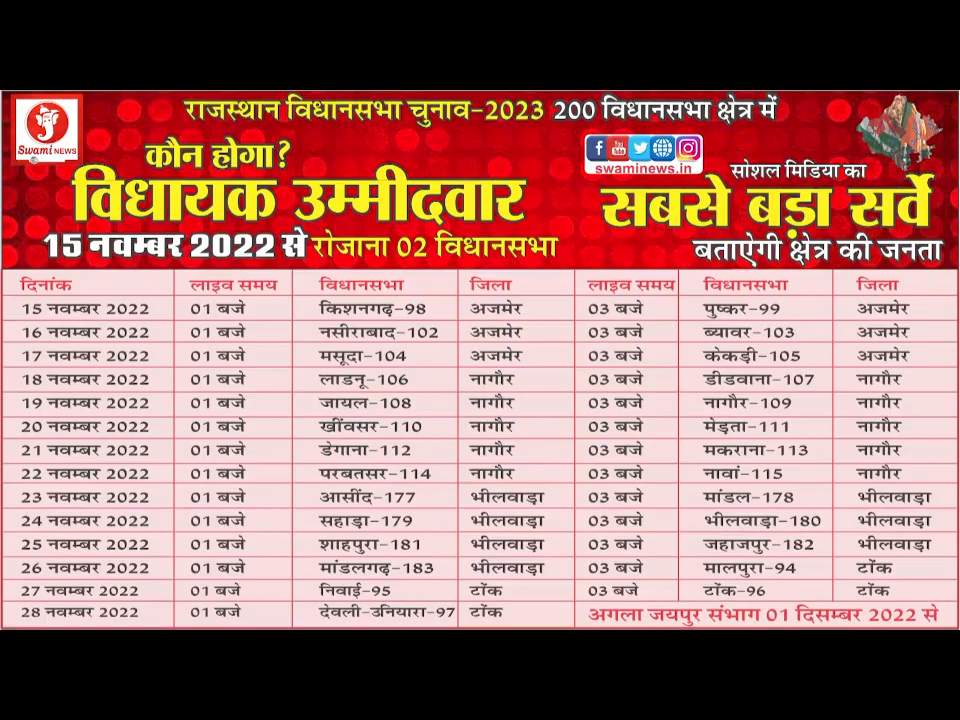 राजस्थान विधानसभा चुनाव-2023 200 विधानसभा क्षेत्र में
Swami NEWS
कौन होगा?
विधायक उम्मीदवार
15 नवम्बर 2022 से रोजाना 02 विधानसभा
You Tube
swaminews.in
सोशल मिडिया का
सबसे बड़ा सर्वे
बताऐगी क्षेत्र की जनता
दिनांक लाइव समय विधानसभा जिला लाइव समय विधानसभा जिला
15 नवम्बर 2022 01 बजे किशनगढ़-98 अजमेर 03 बजे पुष्कर-99 अजमेर
16 नवम्बर 2022 01 बजे नसीराबाद-102 अजमेर 03 बजे ब्यावर-103 अजमेर
17 नवम्बर 2022 01 बजे मसूदा-104 अजमेर 03 बजे केकड़ी-105 अजमेर
18 नवम्बर 2022 01 बजे लाडनू-106 नागौर 03 बजे डीडवाना-107 नागौर
19 नवम्बर 2022 01 बजे जायल-108 नागौर 03 बजे नागौर-109 नागौर
20 नवम्बर 2022 01 बजे खींवसर-110 नागौर 03 बजे मेड़ता-111 नागौर
21 नवम्बर 2022 01 बजे डेगाना-112 नागौर 03 बजे मकराना-113 नागौर
22 नवम्बर 2022 01 बजे परबतसर-114 नागौर 03 बजे नावां-115 नागौर
23 नवम्बर 2022 01 बजे आसींद-177 भीलवाड़ा 03 बजे मांडल-178 भीलवाड़ा
24 नवम्बर 2022 01 बजे सहाड़ा-179 भीलवाड़ा 03 बजे भीलवाड़ा-180 भीलवाड़ा
25 नवम्बर 2022 01 बजे शाहपुरा-181 भीलवाड़ा 03 बजे जहाजपुर-182 भीलवाड़ा
26 नवम्बर 2022 01 बजे मांडलगढ़-183 भीलवाड़ा 03 बजे मालपुरा-94 टोंक
27 नवम्बर 2022 01 बजे निवाई-95 टोंक 03 बजे टोंक-96 टोंक
28 नवम्बर 2022 01 बजे देवली-उनियारा-97 टोंक अगला जयपुर संभाग 01 दिसम्बर 2022 से